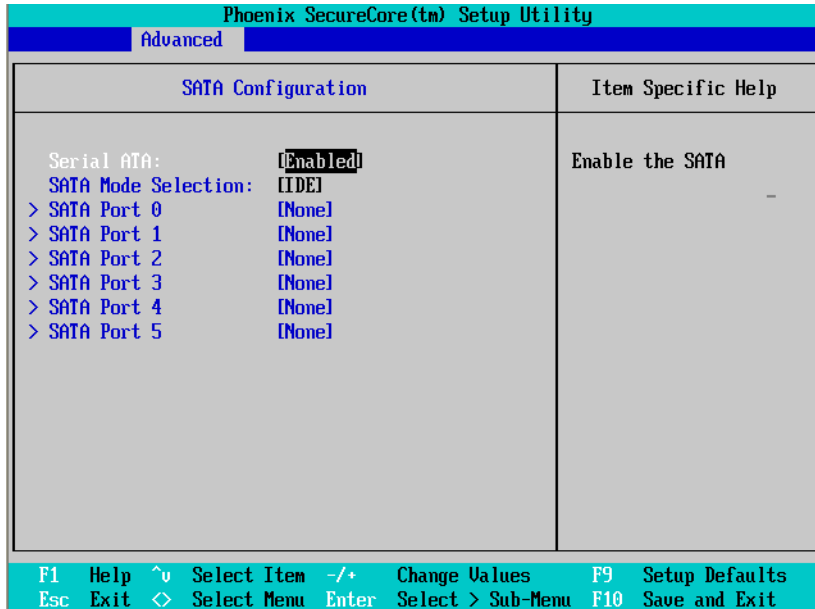 Phoenix SecureCore(tm) Setup Utility
Advanced
SATA Configuration
Item Specific Help
Serial ATA: [Enabled]
Enable the SATA
SATA Mode Selection: [IDE]
> SATA Port 0 [None]
> SATA Port 1 [None]
> SATA Port 2 [None]
> SATA Port 3 [None]
> SATA Port 4 [None]
> SATA Port 5 [None]
F1 Help ^v Select Item -/+ Change Values F9 Setup Defaults
Esc Exit <> Select Menu Enter Select > Sub-Menu F10 Save and Exit